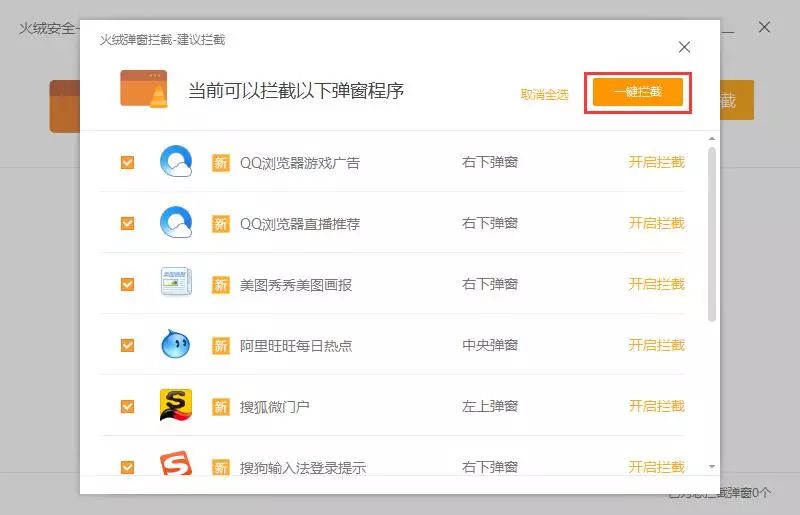 火绒安全
火绒弹窗拦截-建议拦截
当前可以拦截以下弹窗程序
取消全选
一键拦截
截
新 QQ浏览器游戏广告 右下弹窗 开启拦截
新 QQ浏览器直播推荐 右下弹窗 开启拦截
新 美图秀秀美图画报 右下弹窗 开启拦截
新 阿里旺旺每日热点 中央弹窗 开启拦截
新 搜狐微门户 左上弹窗 开启拦截
新 搜狗输入法登录提示 右下弹窗 开启拦截
已为您拦截弹窗0个